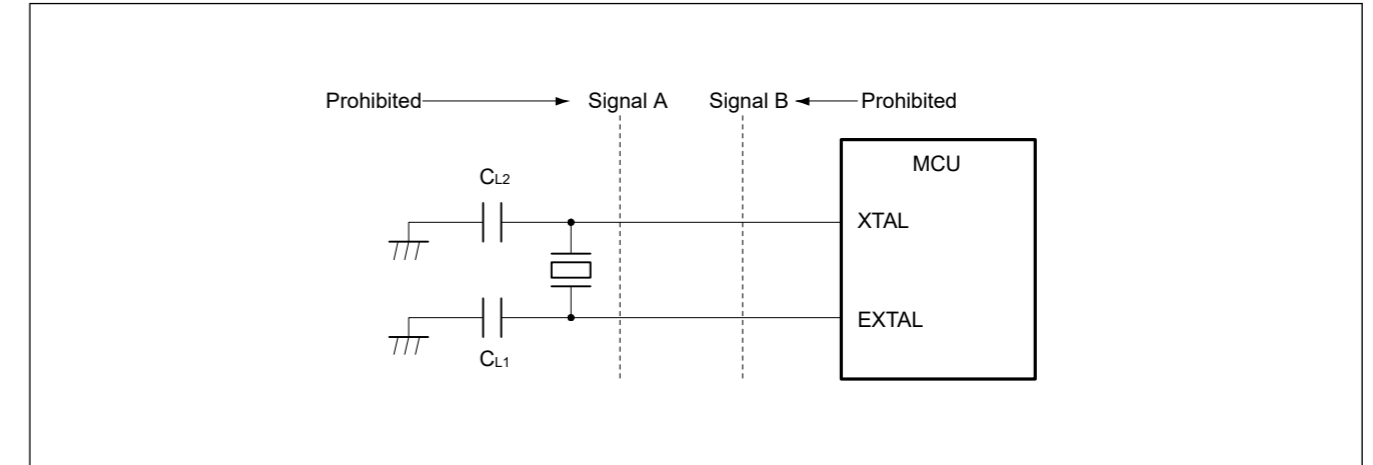 Prohibited Signal A Signal B Prohibited
MCU
CL2
XTAL
EXTAL
CL1